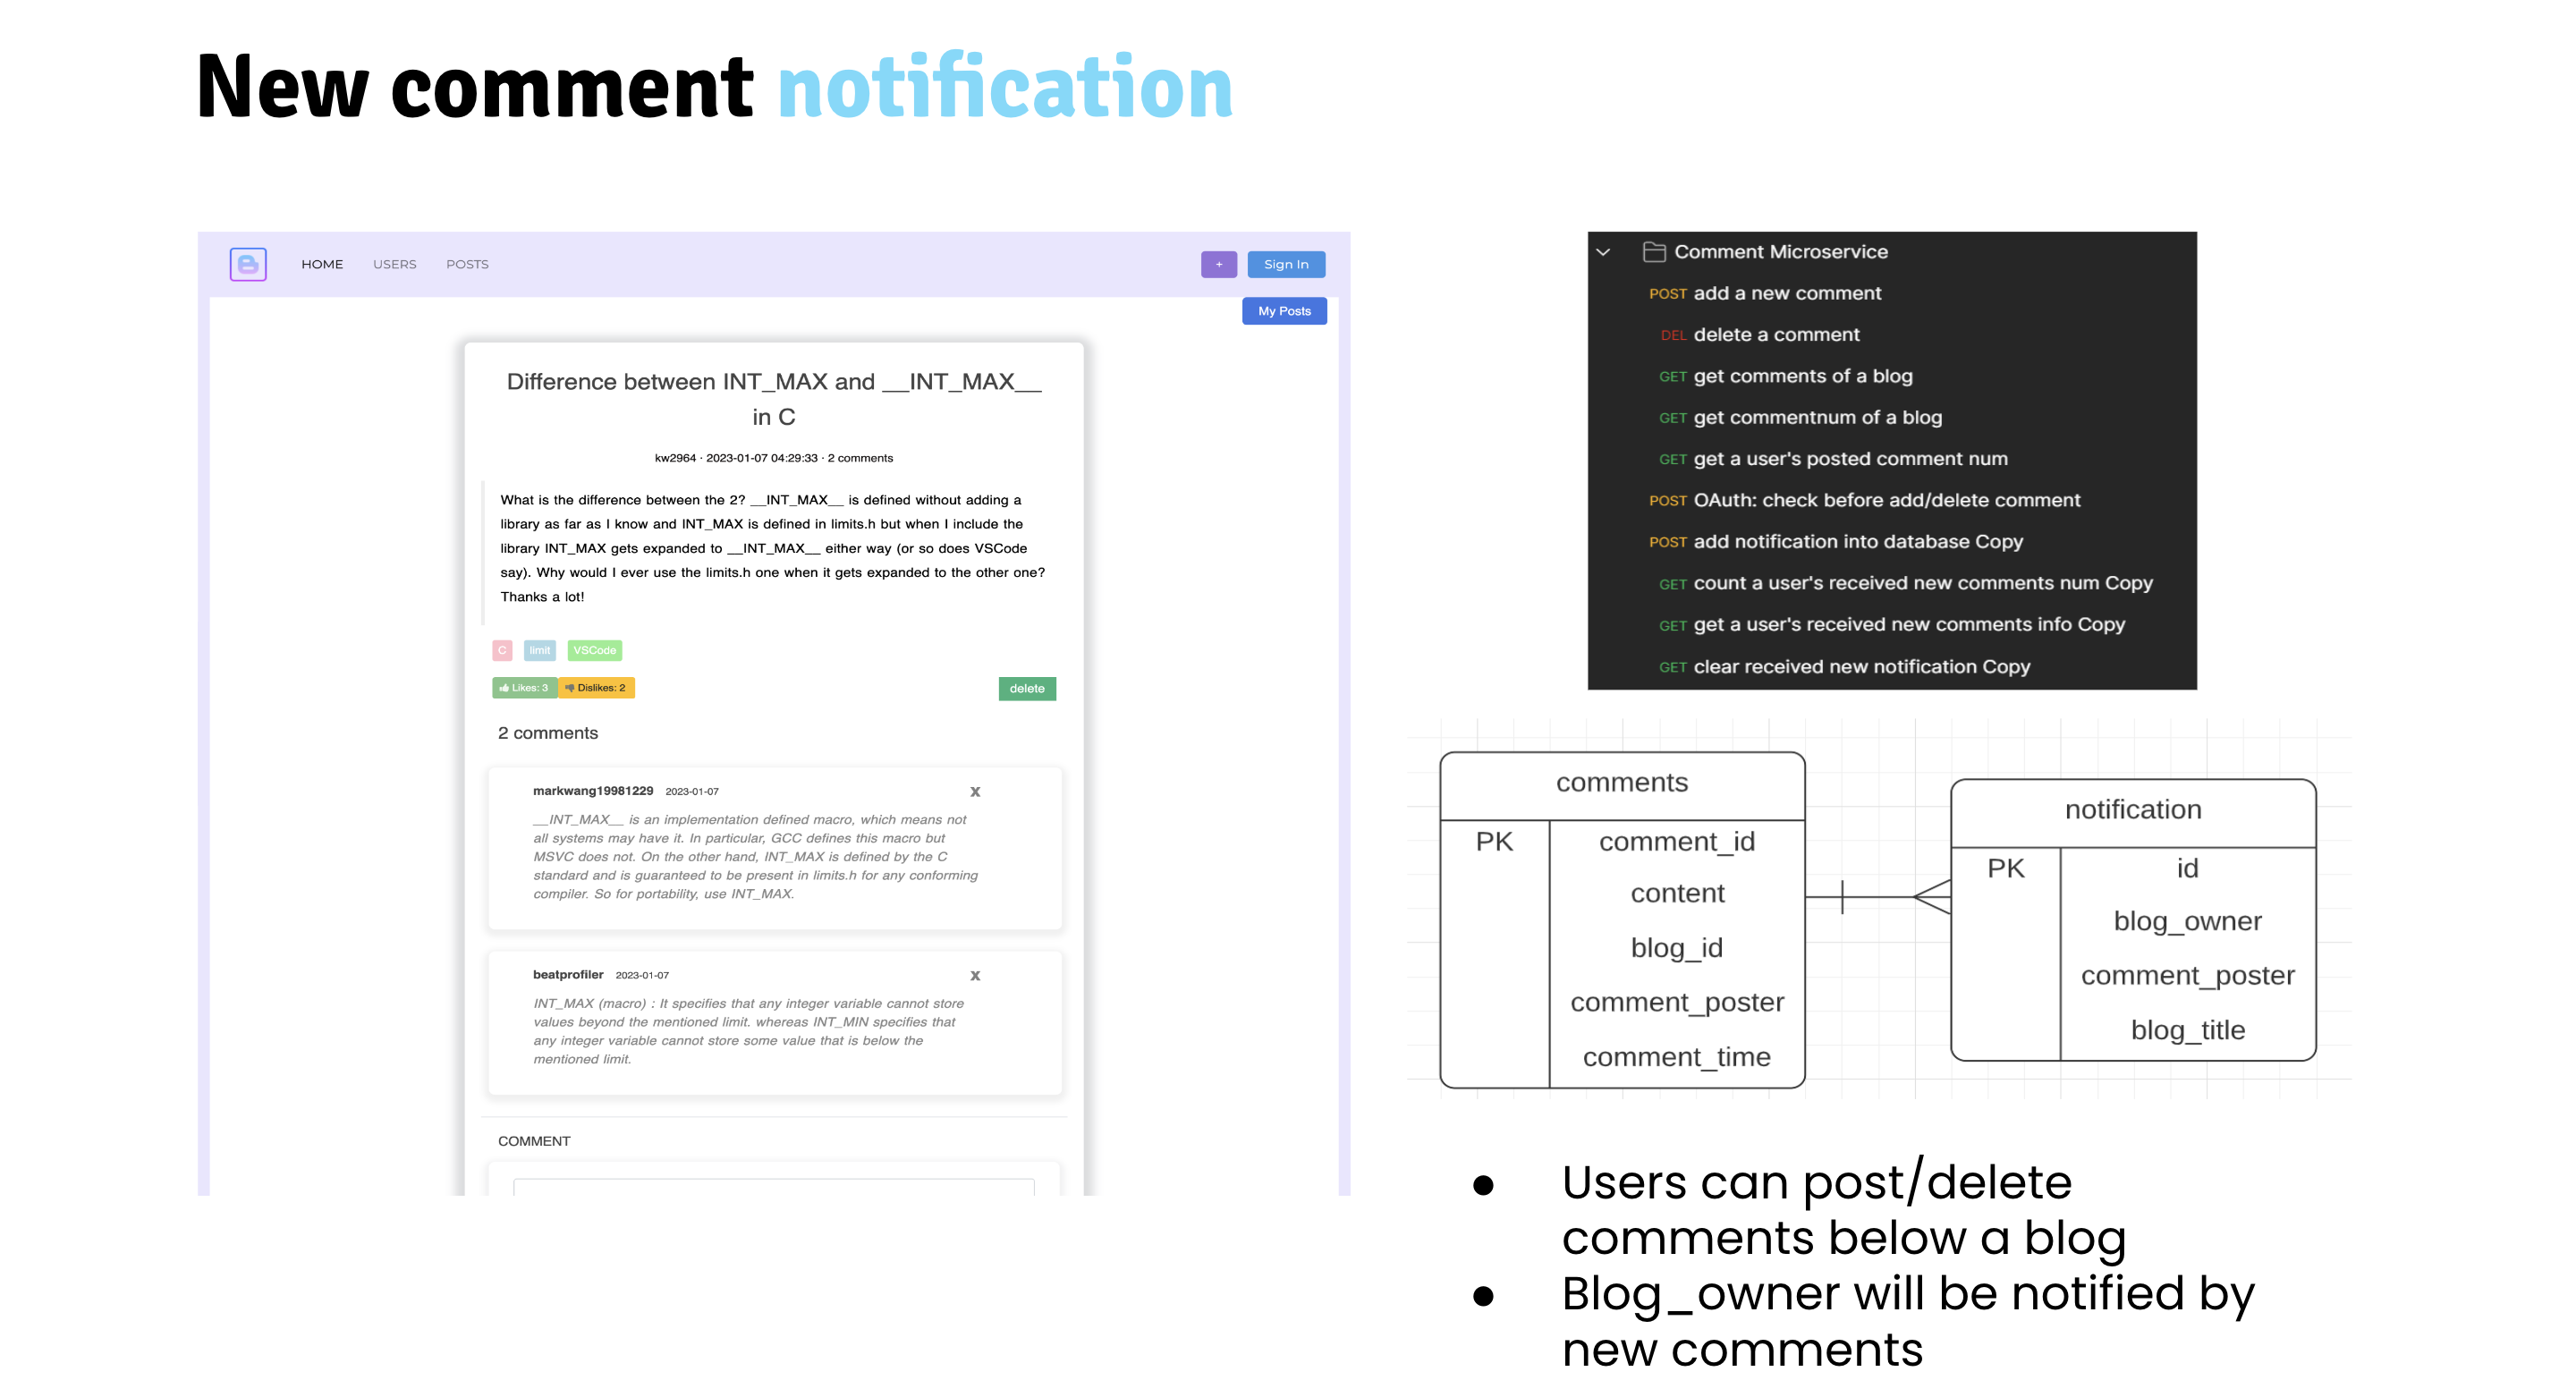 New comment notification
HOME USERS POSTS
+ Sign In
My Posts
Difference between INT_MAX and __INT_MAX__
in C
kw2964 · 2023-01-07 04:29:33 · 2 comments
What is the difference between the 2? __INT_MAX__ is defined without adding a
library as far as I know and INT_MAX is defined in limits.h but when I include the
library INT_MAX gets expanded to __INT_MAX__ either way (or so does VSCode
say). Why would I ever use the limits.h one when it gets expanded to the other one?
Thanks a lot!
C limit VSCode
Likes: 3 Dislikes: 2
delete
2 comments
markwang19981229 2023-01-07 x
__INT_MAX__ is an implementation defined macro, which means not
all systems may have it. In particular, GCC defines this macro but
MSVC does not. On the other hand, INT_MAX is defined by the C
standard and is guaranteed to be present in limits.h for any conforming
compiler. So for portability, use INT_MAX.
beatprofiler 2023-01-07 x
INT_MAX (macro) : It specifies that any integer variable cannot store
values beyond the mentioned limit. whereas INT_MIN specifies that
any integer variable cannot store some value that is below the
mentioned limit.
COMMENT
Comment Microservice
POST add a new comment
DEL delete a comment
GET get comments of a blog
GET get commentnum of a blog
GET get a user's posted comment num
POST OAuth: check before add/delete comment
POST add notification into database Copy
GET count a user's received new comments num Copy
GET get a user's received new comments info Copy
GET clear received new notification Copy
comments
PK comment_id
content
blog_id
comment_poster
comment_time
notification
PK id
blog_owner
comment_poster
blog_title
● Users can post/delete
comments below a blog
● Blog_owner will be notified by
new comments